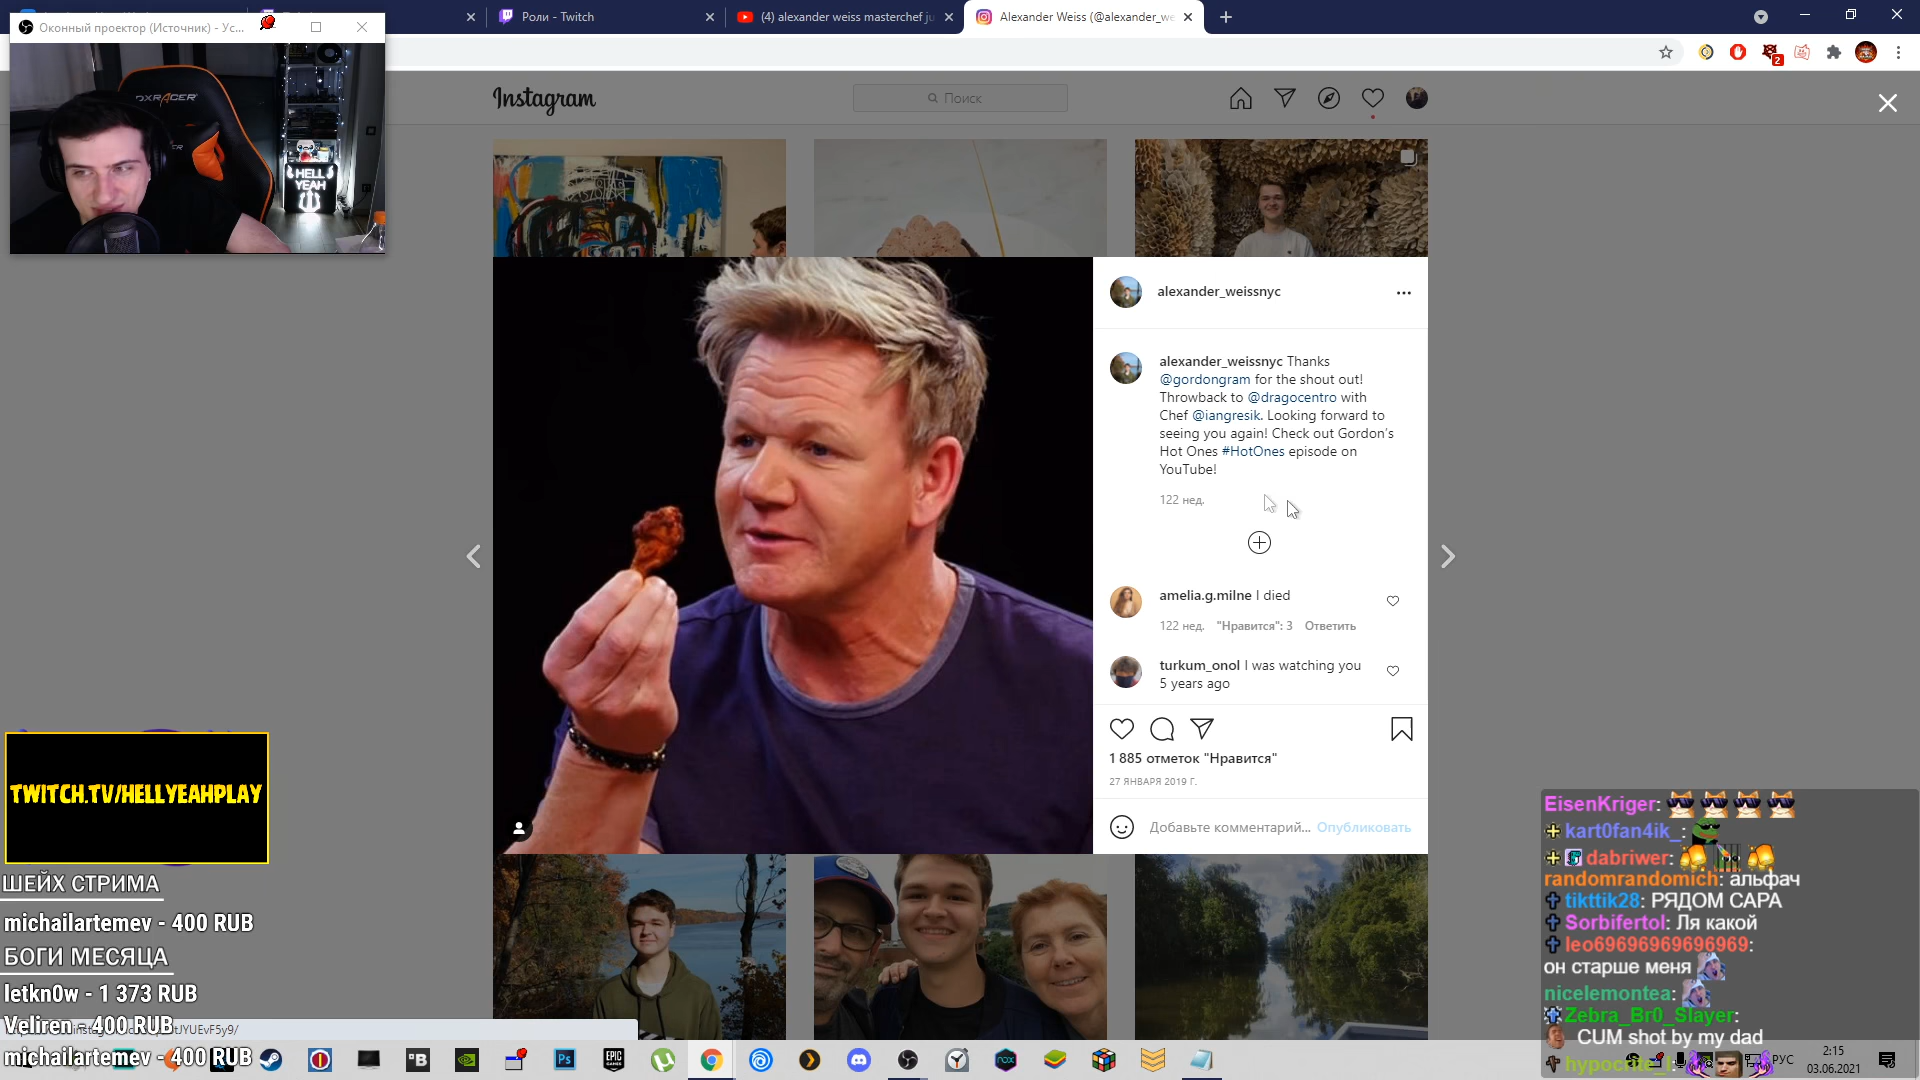 Оконный проектор (Источник) - Ус...
Роли - Twitch
(4) alexander weiss masterchef ju
Alexander Weiss (@alexander_we
2
DXRACER
HELL
YEAH
Instagram
Поиск
alexander_weissnyc
alexander_weissnyc Thanks
@gordongram for the shout out!
Throwback to @dragocentro with
Chef @iangresik. Looking forward to
seeing you again! Check out Gordon's
Hot Ones #HotOnes episode on
YouTube!
122 нед.
amelia.g.milne I died
122 нед. "Нравится": 3 Ответить
turkum_onol I was watching you
5 years ago
1 885 отметок "Нравится"
27 ЯНВАРЯ 2019 Г.
Добавьте комментарий... Опубликовать
TWITCH.TV/HELLYEAHPLAY
ШЕЙХ СТРИМА
michailartemev - 400 RUB
БОГИ МЕСЯЦА
letkn0w - 1 373 RUB
Veliren - 400 RUB
michailartemev - 400 RUB
EisenKriger:
kart0fan4ik_:
dabriwer:
randomrandomich: альфач
tikttik28: РЯДОМ САРА
Sorbifertol: Ля какой
leo69696969696969:
он старше меня
nicelemontea:
Zebra_Br0_Slayer:
CUM shot by my dad
РУС
2:15
03.06.2021